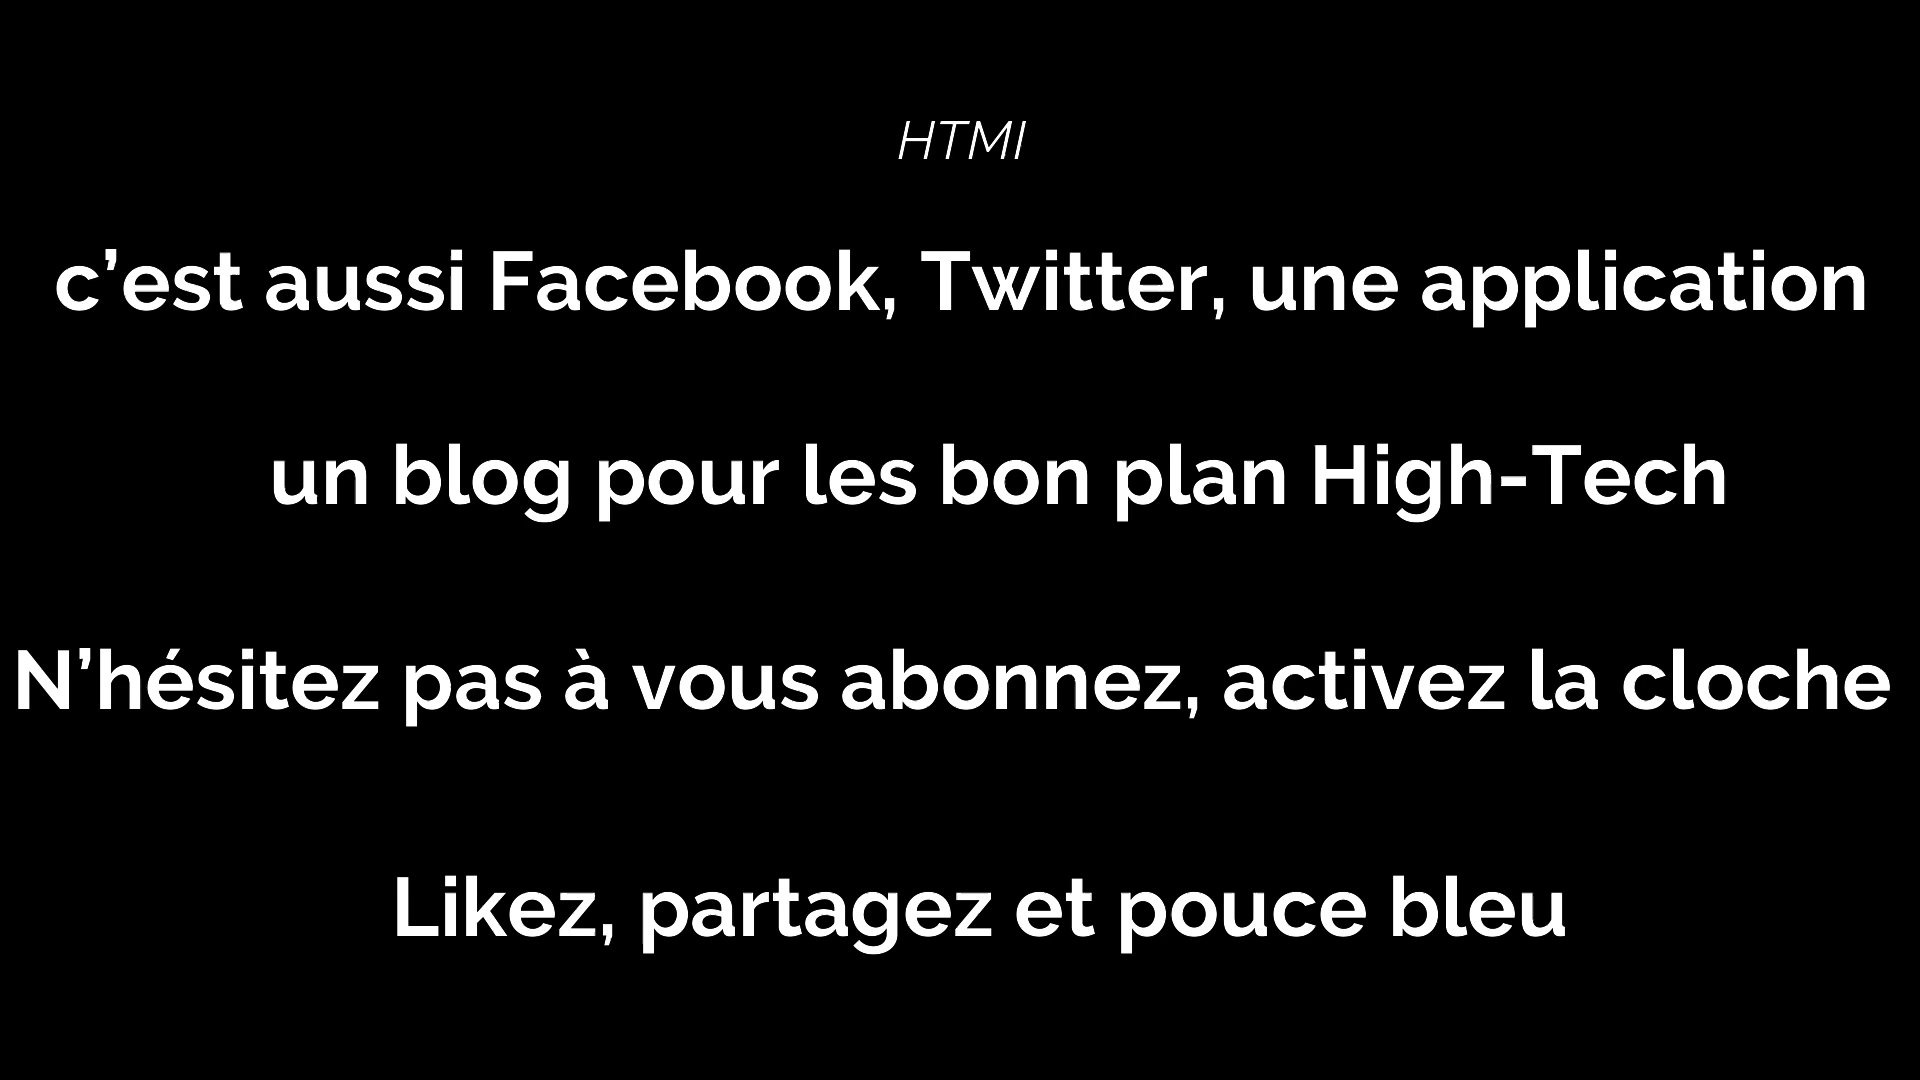 HTMI
c’est aussi Facebook, Twitter, une application
un blog pour les bon plan High-Tech
N’hésitez pas à vous abonnez, activez la cloche
Likez, partagez et pouce bleu